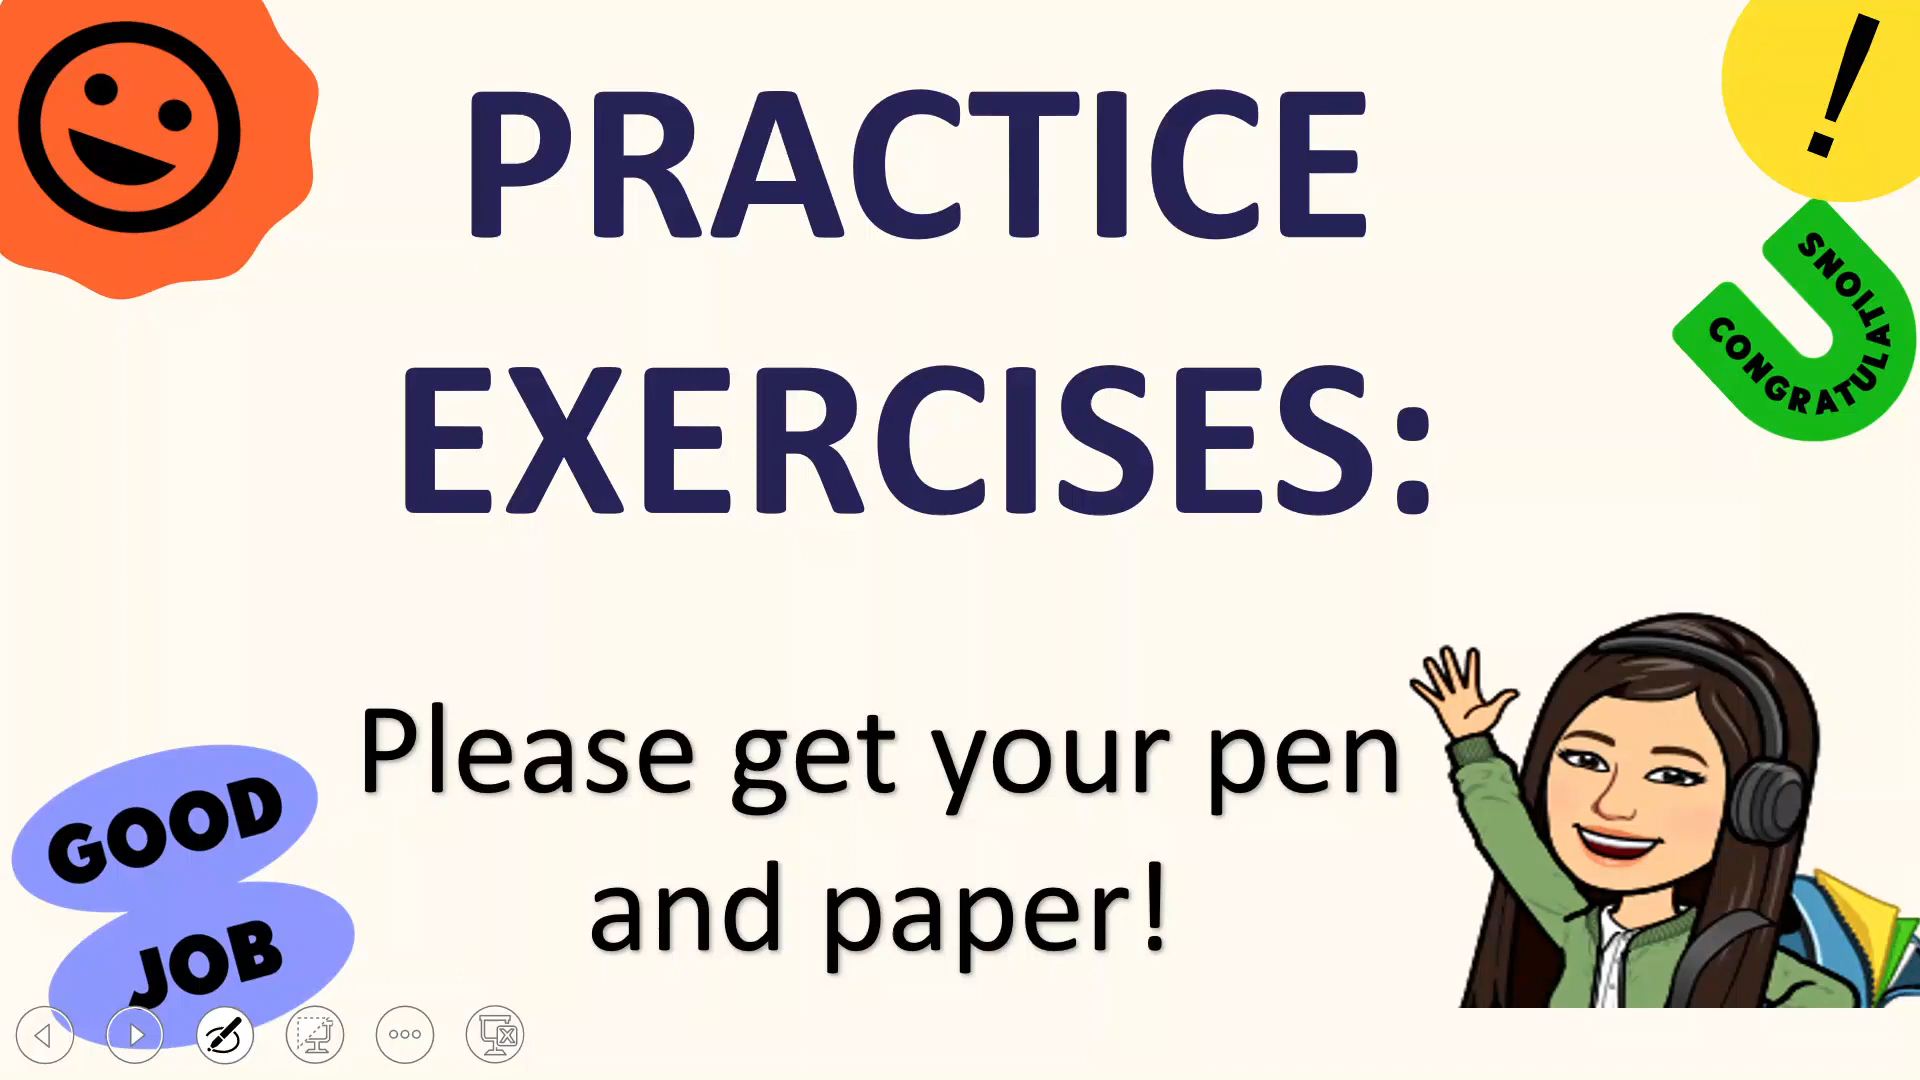 PRACTICE
EXERCISES:
!
CONGRATULATIONS
Please get your pen
and paper!
GOOD
JOB